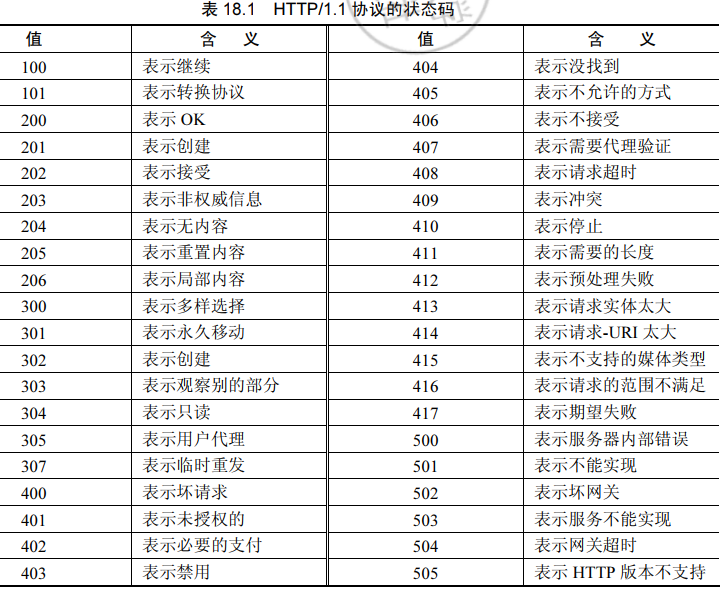 表 18.1 HTTP/1.1 协议的状态码
值 含 义 值 含 义
100 表示继续 404 表示没找到
101 表示转换协议 405 表示不允许的方式
200 表示 OK 406 表示不接受
201 表示创建 407 表示需要代理验证
202 表示接受 408 表示请求超时
203 表示非权威信息 409 表示冲突
204 表示无内容 410 表示停止
205 表示重置内容 411 表示需要的长度
206 表示局部内容 412 表示预处理失败
300 表示多样选择 413 表示请求实体太大
301 表示永久移动 414 表示请求-URI 太大
302 表示创建 415 表示不支持的媒体类型
303 表示观察别的部分 416 表示请求的范围不满足
304 表示只读 417 表示期望失败
305 表示用户代理 500 表示服务器内部错误
307 表示临时重发 501 表示不能实现
400 表示坏请求 502 表示坏网关
401 表示未授权的 503 表示服务不能实现
402 表示必要的支付 504 表示网关超时
403 表示禁用 505 表示 HTTP 版本不支持